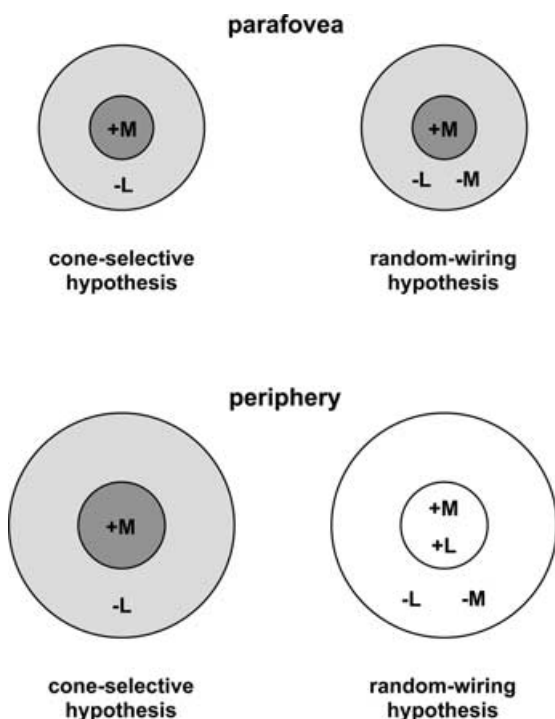 parafovea
+M
-L
cone-selective
hypothesis
+M
-L -M
random-wiring
hypothesis
periphery
+M
-L
cone-selective
hypothesis
+M
+L
-L -M
random-wiring
hypothesis